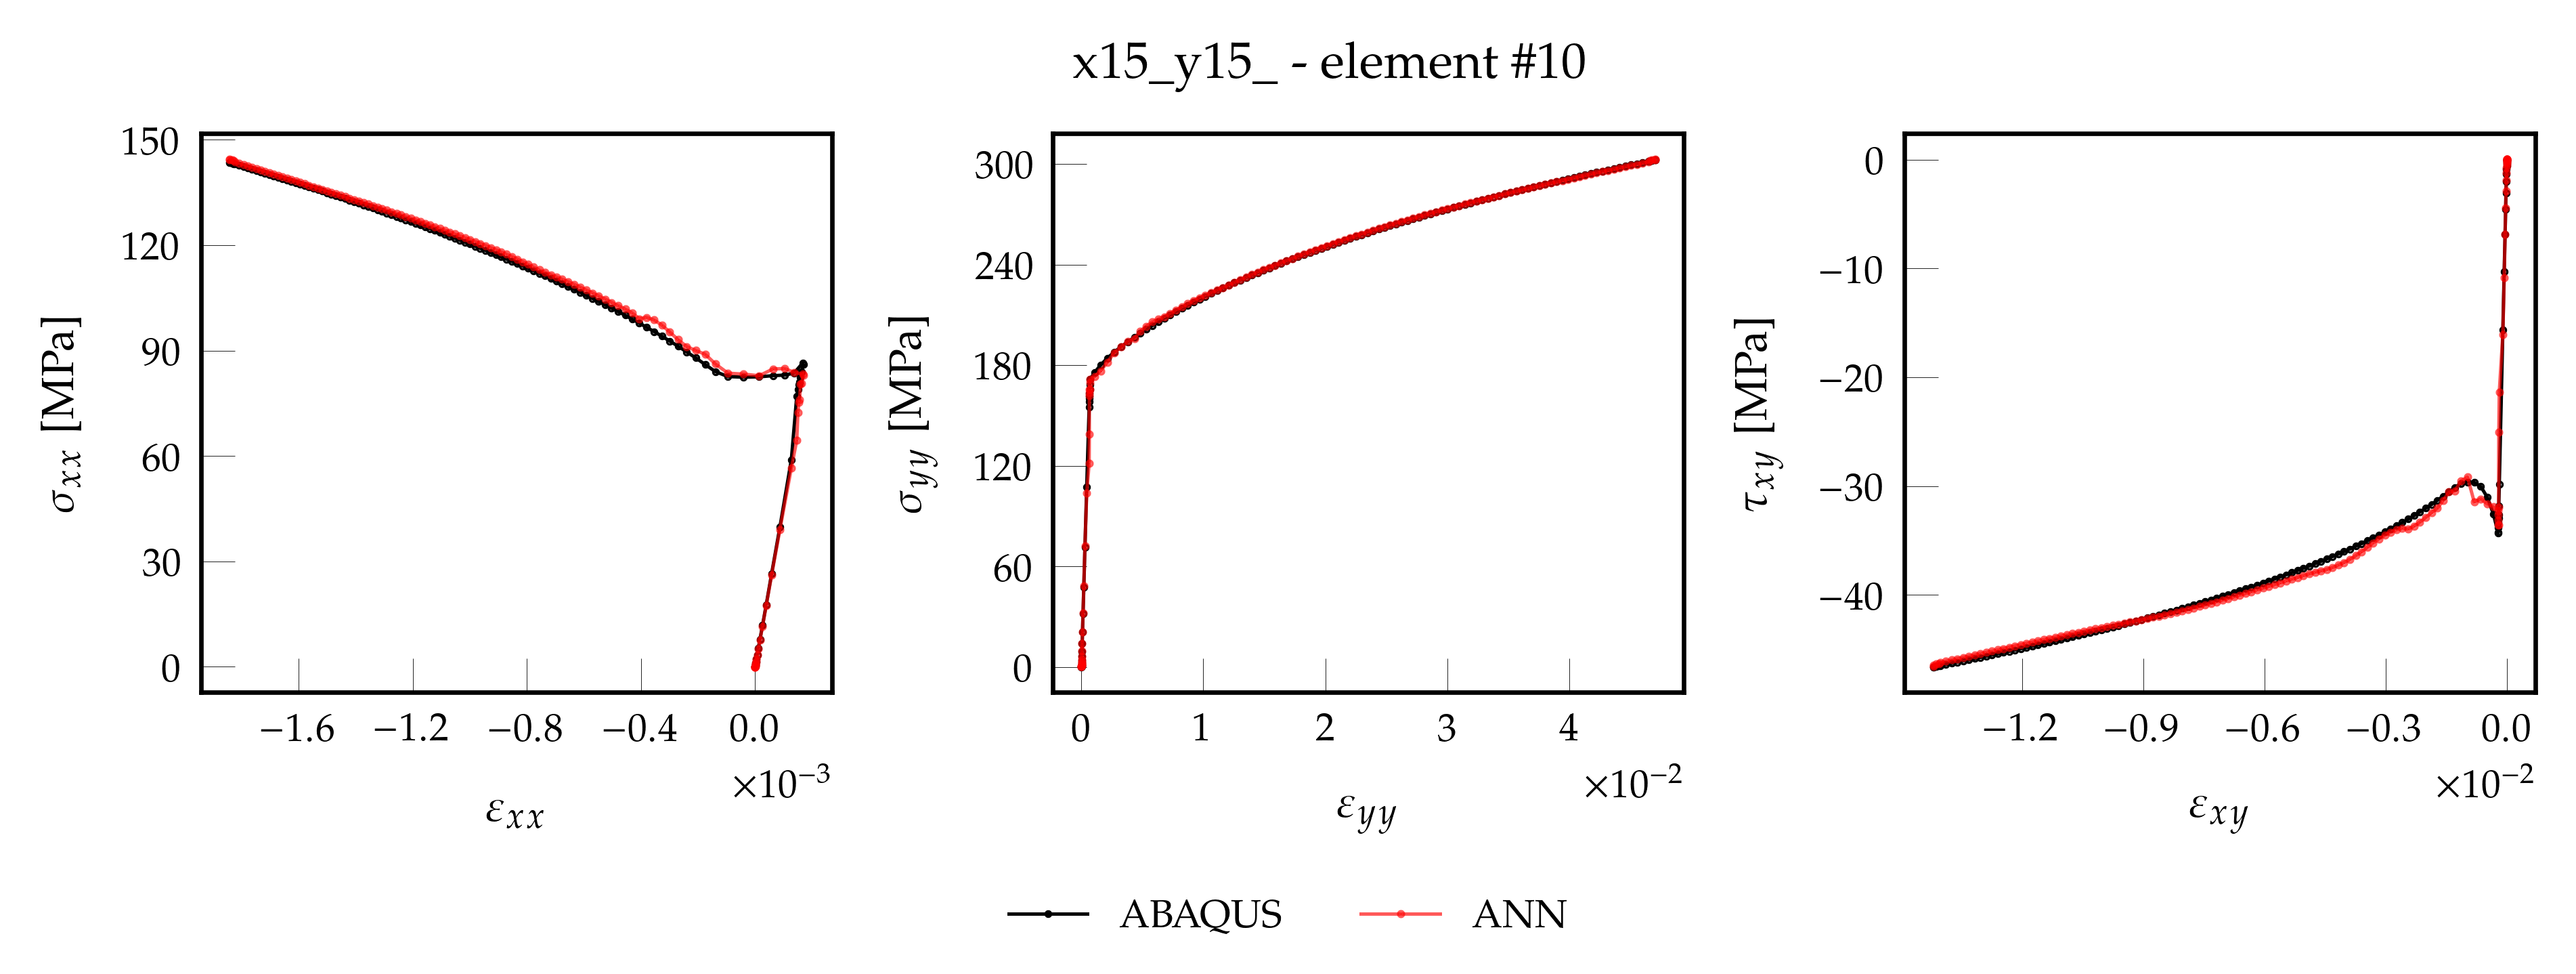 x15_y15_ - element #10
150
120
90
60
30
0
σxx [MPa]
−1.6 −1.2 −0.8 −0.4 0.0
×10−3
εxx
300
240
180
120
60
0
σyy [MPa]
0 1 2 3 4
×10−2
εyy
0
−10
−20
−30
−40
τxy [MPa]
−1.2 −0.9 −0.6 −0.3 0.0
×10−2
εxy
ABAQUS ANN